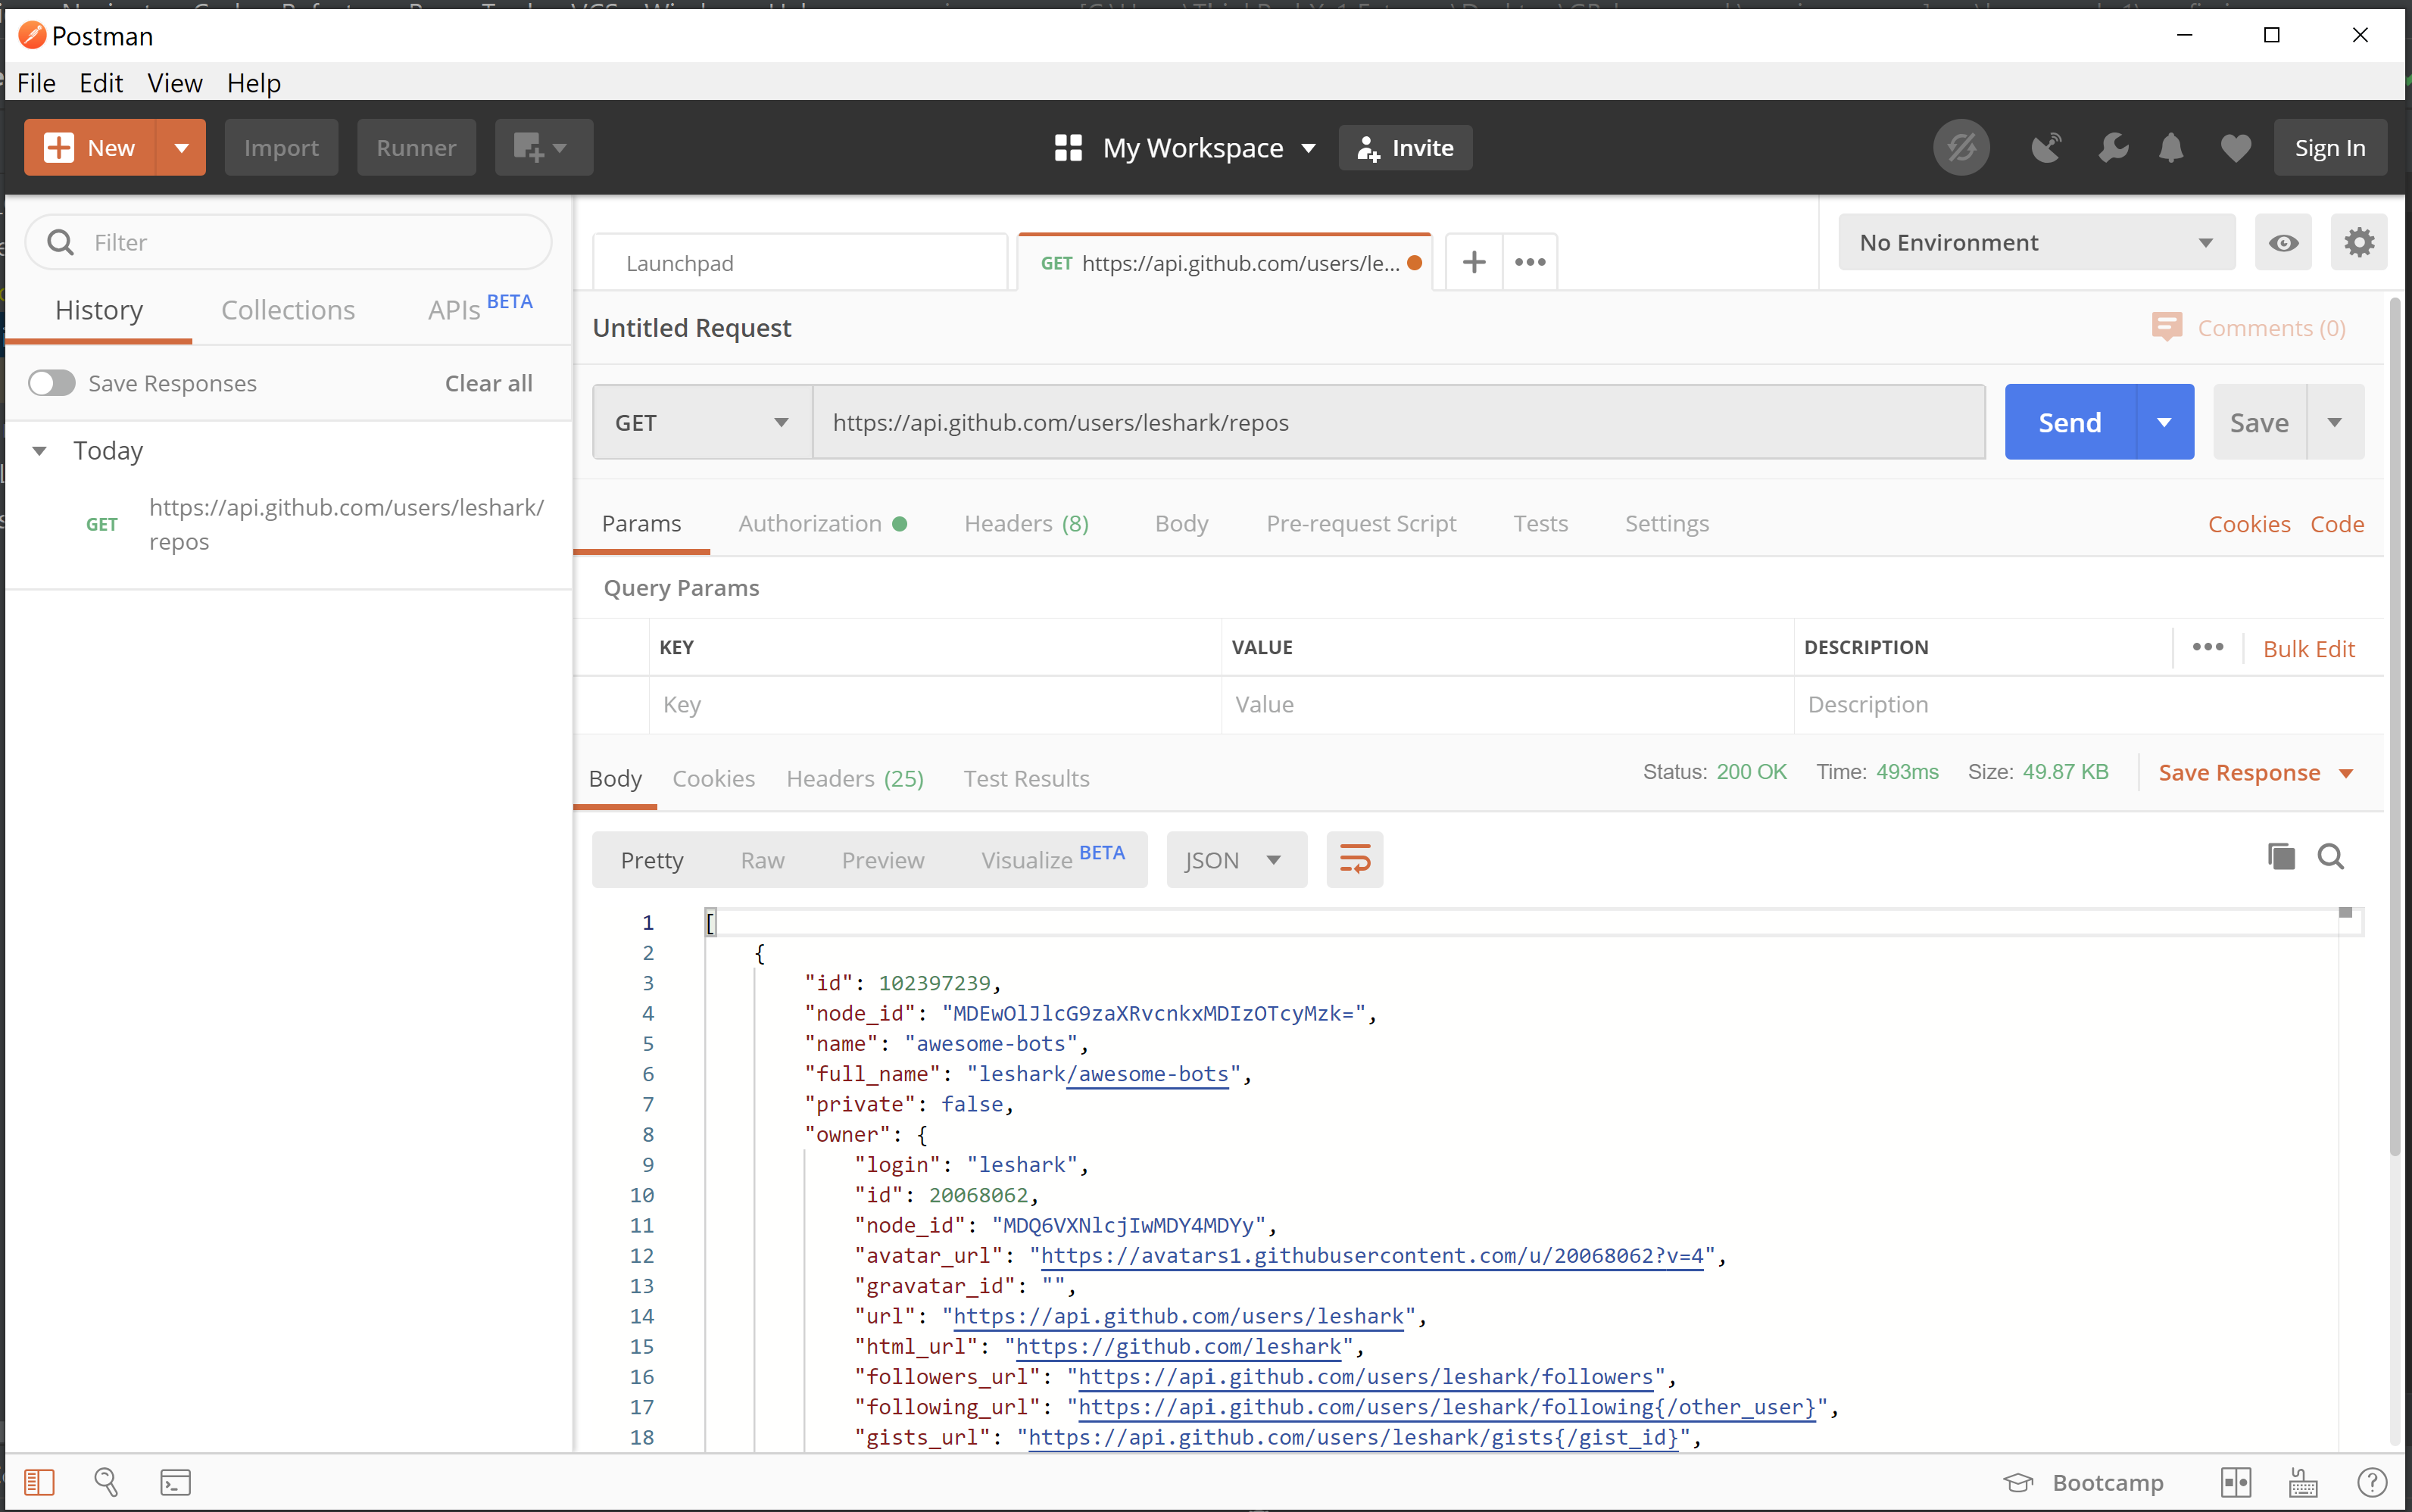 Postman
File Edit View Help
New Import Runner My Workspace Invite Sign In
Filter
History Collections APIs BETA
Save Responses Clear all
Today
GET https://api.github.com/users/leshark/
repos
Launchpad GET https://api.github.com/users/le... No Environment
Untitled Request Comments (0)
GET https://api.github.com/users/leshark/repos Send Save
Params Authorization Headers (8) Body Pre-request Script Tests Settings Cookies Code
Query Params
KEY VALUE DESCRIPTION Bulk Edit
Key Value Description
Body Cookies Headers (25) Test Results Status: 200 OK Time: 493ms Size: 49.87 KB Save Response
Pretty Raw Preview Visualize BETA JSON
1 [
2 {
3 "id": 102397239,
4 "node_id": "MDEwOlJlcG9zaXRvcnkxMDIzOTcyMzk=",
5 "name": "awesome-bots",
6 "full_name": "leshark/awesome-bots",
7 "private": false,
8 "owner": {
9 "login": "leshark",
10 "id": 20068062,
11 "node_id": "MDQ6VXNlcjIwMDY4MDYy",
12 "avatar_url": "https://avatars1.githubusercontent.com/u/20068062?v=4",
13 "gravatar_id": "",
14 "url": "https://api.github.com/users/leshark",
15 "html_url": "https://github.com/leshark",
16 "followers_url": "https://api.github.com/users/leshark/followers",
17 "following_url": "https://api.github.com/users/leshark/following{/other_user}",
18 "gists_url": "https://api.github.com/users/leshark/gists{/gist_id}",
Bootcamp